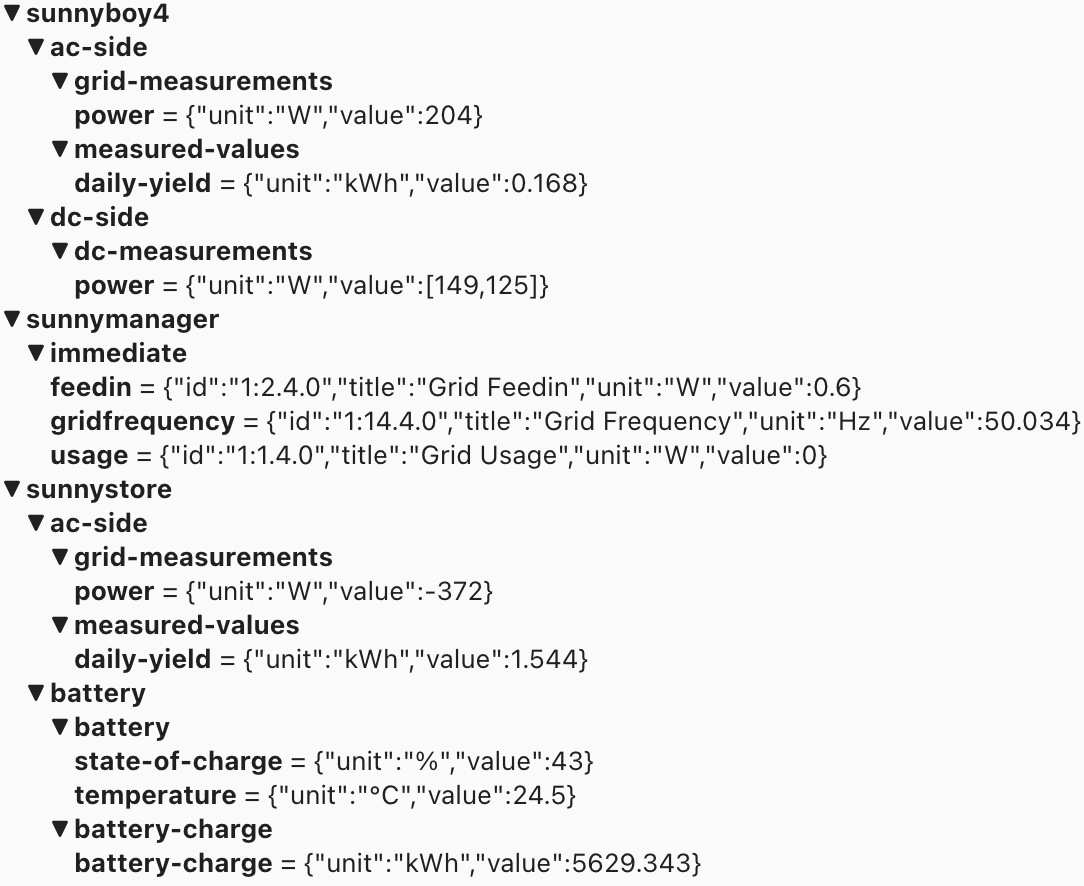 ▼ sunnyboy4
▼ ac-side
▼ grid-measurements
power = {"unit":"W","value":204}
▼ measured-values
daily-yield = {"unit":"kWh","value":0.168}
▼ dc-side
▼ dc-measurements
power = {"unit":"W","value":[149,125]}
▼ sunnymanager
▼ immediate
feedin = {"id":"1:2.4.0","title":"Grid Feedin","unit":"W","value":0.6}
gridfrequency = {"id":"1:14.4.0","title":"Grid Frequency","unit":"Hz","value":50.034}
usage = {"id":"1:1.4.0","title":"Grid Usage","unit":"W","value":0}
▼ sunnystore
▼ ac-side
▼ grid-measurements
power = {"unit":"W","value":-372}
▼ measured-values
daily-yield = {"unit":"kWh","value":1.544}
▼ battery
▼ battery
state-of-charge = {"unit":"%","value":43}
temperature = {"unit":"°C","value":24.5}
▼ battery-charge
battery-charge = {"unit":"kWh","value":5629.343}